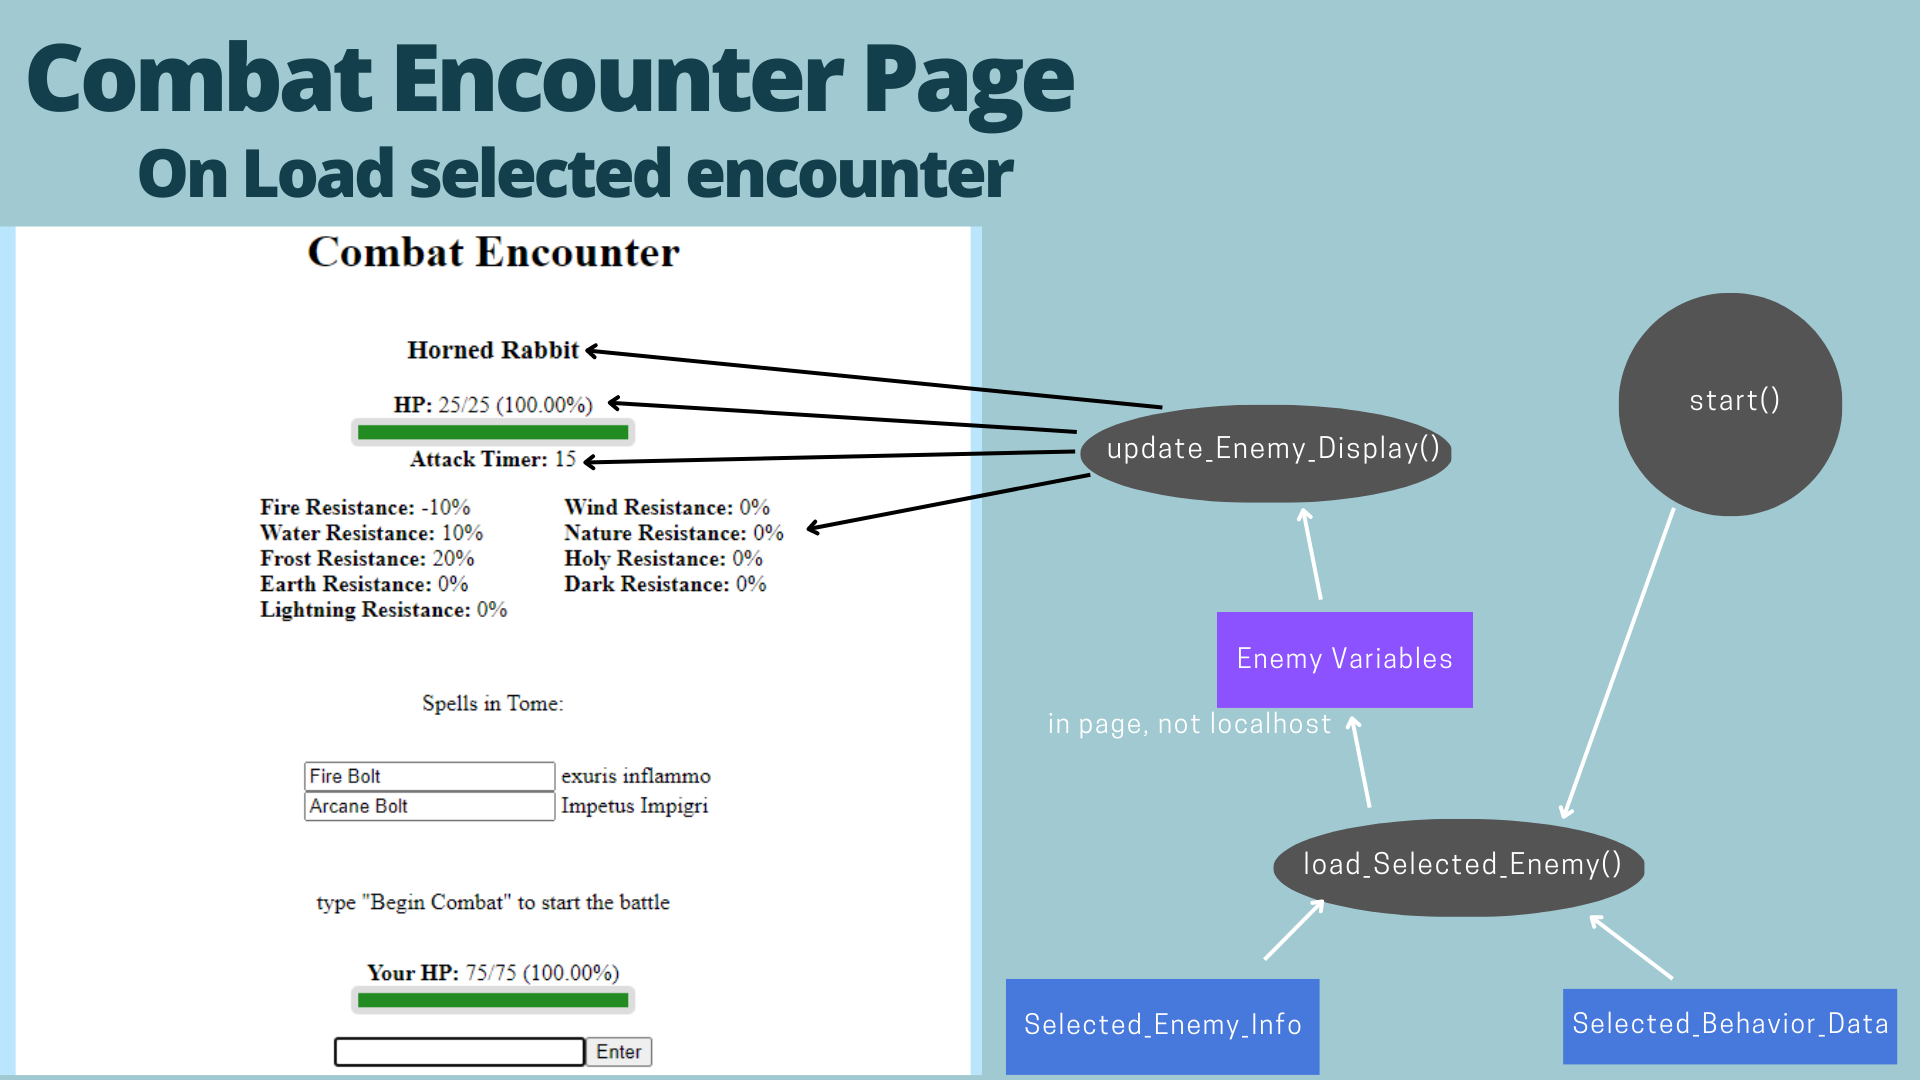 Combat Encounter Page
On Load selected encounter
Combat Encounter
Horned Rabbit
HP: 25/25 (100.00%)
Attack Timer: 15
Fire Resistance: -10%
Water Resistance: 10%
Frost Resistance: 20%
Earth Resistance: 0%
Lightning Resistance: 0%
Wind Resistance: 0%
Nature Resistance: 0%
Holy Resistance: 0%
Dark Resistance: 0%
Spells in Tome:
Fire Bolt exuris inflammo
Arcane Bolt Impetus Impigri
type "Begin Combat" to start the battle
Your HP: 75/75 (100.00%)
Enter
start()
update_Enemy_Display()
Enemy Variables
in page, not localhost
load_Selected_Enemy()
Selected_Enemy_Info
Selected_Behavior_Data